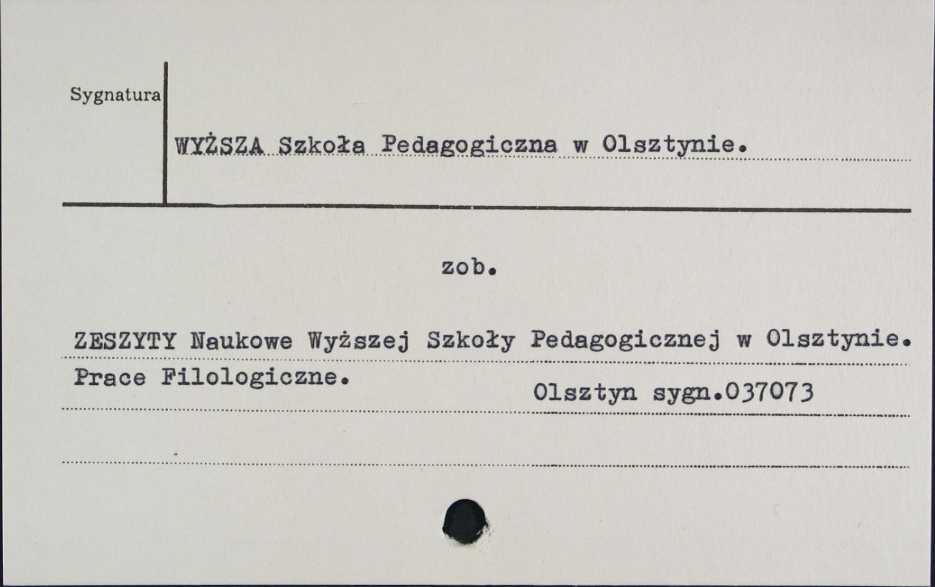 Sygnatura
WYŻSZA Szkoła Pedagogiczna w Olsztynie.
zob.
ZESZYTY Naukowe Wyższej Szkoły Pedagogicznej w Olsztynie.
Prace Filologiczne.
Olsztyn sygn.037073